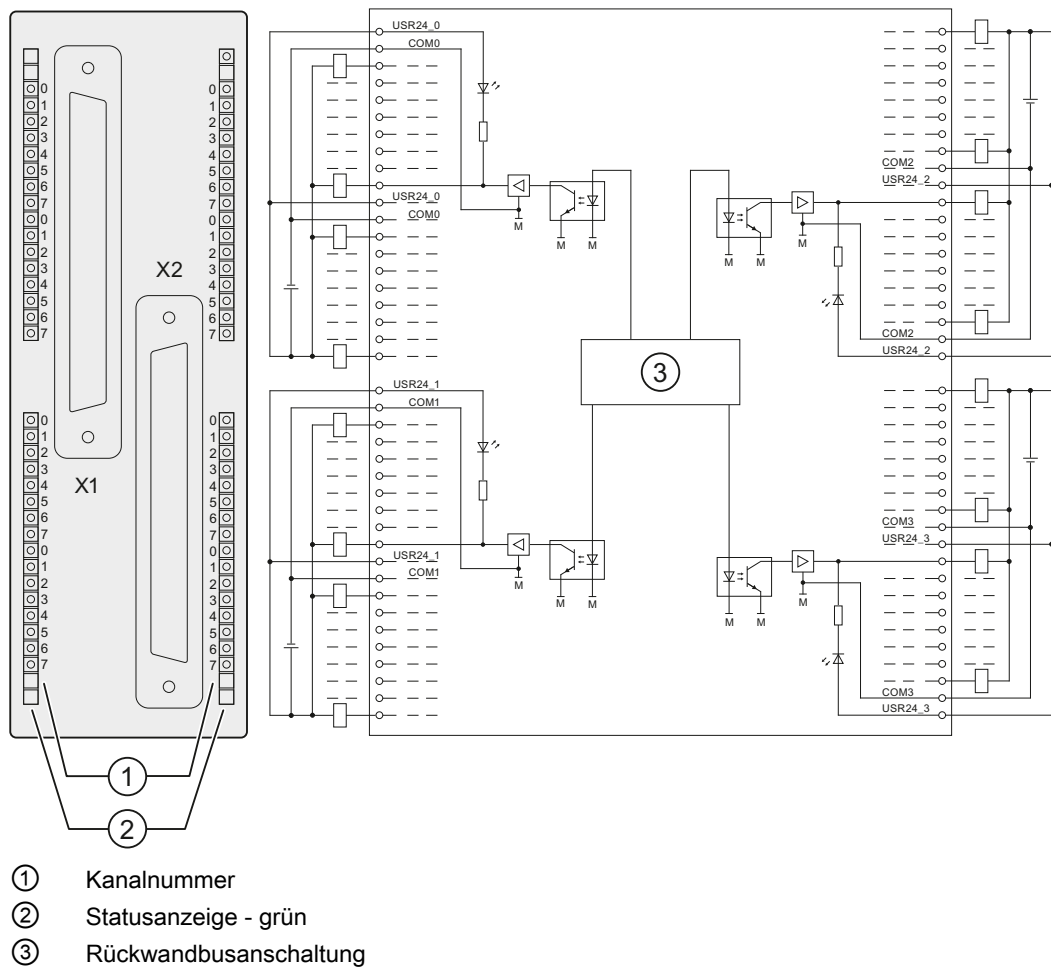 0 0
1 1
2 2
3 3
4 4
5 5
6 6
7 7
0 0
1 1
2 2
3 3
4 4
5 5
6 6
7 7
X2
X1
0 0
1 1
2 2
3 3
4 4
5 5
6 6
7 7
0 0
1 1
2 2
3 3
4 4
5 5
6 6
7 7
1
2
USR24_0
COM0
USR24_0
COM0
M
M M
USR24_1
COM1
USR24_1
COM1
M
M M
3
COM2
USR24_2
M
M M
COM2
USR24_2
COM3
USR24_3
M
M M
COM3
USR24_3
① Kanalnummer
② Statusanzeige - grün
③ Rückwandbusanschaltung